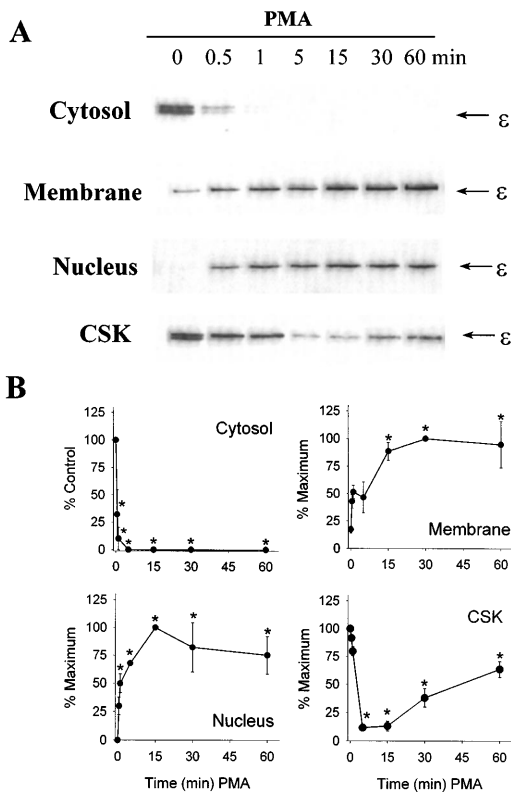 A
PMA
0 0.5 1 5 15 30 60 min
Cytosol ε
Membrane ε
Nucleus ε
CSK ε
B
125
100
75
50
25
0
% Control
Cytosol
* * * * * *
0 15 30 45 60
125
100
75
50
25
0
% Maximum
Membrane
* * *
0 15 30 45 60
125
100
75
50
25
0
% Maximum
Nucleus
* * * * *
0 15 30 45 60
Time (min) PMA
125
100
75
50
25
0
% Maximum
CSK
* * * *
0 15 30 45 60
Time (min) PMA